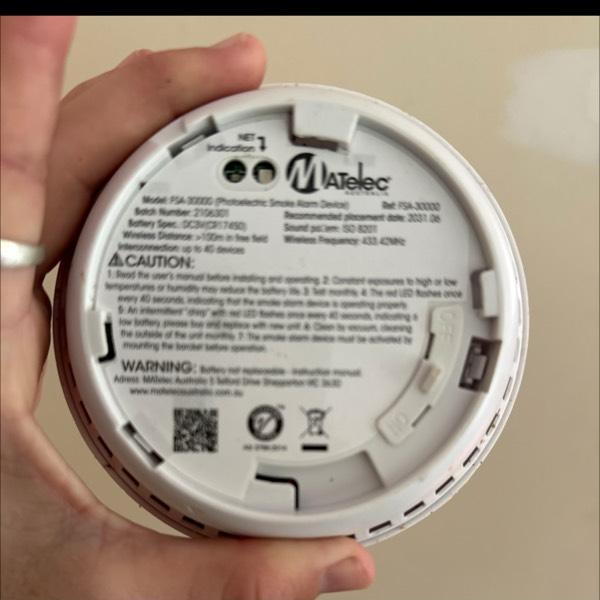 NET
Indication
MATelec
AUSTRALIA
Model: FSA-30000 (Photoelectric Smoke Alarm Device) Ref: FSA-30000
Batch Number: 2106301 Recommended placement date: 2031.06
Battery Spec.: DC3V(CR17450) Sound pattern: ISO 8201
Wireless Distance: >100m in free field Wireless Frequency: 433.42MHz
Interconnection: up to 40 devices
CAUTION:
1. Read the user's manual before installing and operating. 2: Constant exposures to high or low
temperatures or humidity may reduce the battery life. 3: Test monthly. 4: The red LED flashes once
every 40 seconds, indicating that the smoke alarm device is operating properly.
5: An intermittent "chirp" with red LED flashes once every 40 seconds, indicating a
low battery, please buy and replace with new unit. 6: Clean by vacuum, cleaning
the outside of the unit monthly. 7: The smoke alarm device must be activated by
mounting the bracket before operation.
OFF
WARNING: Battery not replaceable - instruction manual.
Adress: MATelec Australia 5 Telford Drive Shepparton VIC 3630
www.matelecaustralia.com.au
ON
AS 3786:2014